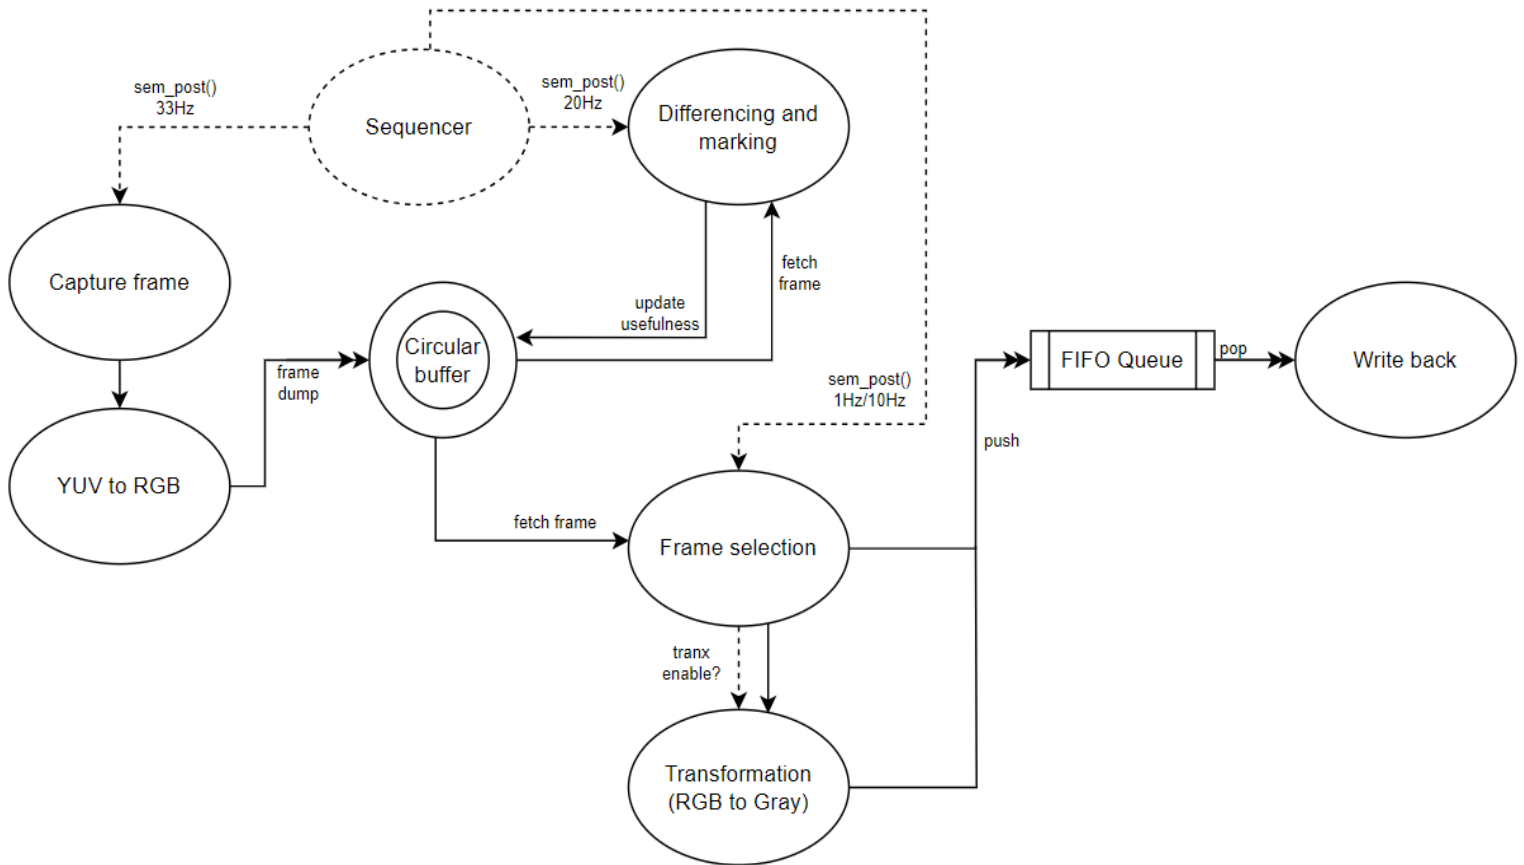 sem_post()
33Hz
Sequencer
sem_post()
20Hz
Differencing and
marking
Capture frame
fetch
frame
update
usefulness
Circular
buffer
frame
dump
YUV to RGB
sem_post()
1Hz/10Hz
FIFO Queue
pop
Write back
push
fetch frame
Frame selection
tranx
enable?
Transformation
(RGB to Gray)